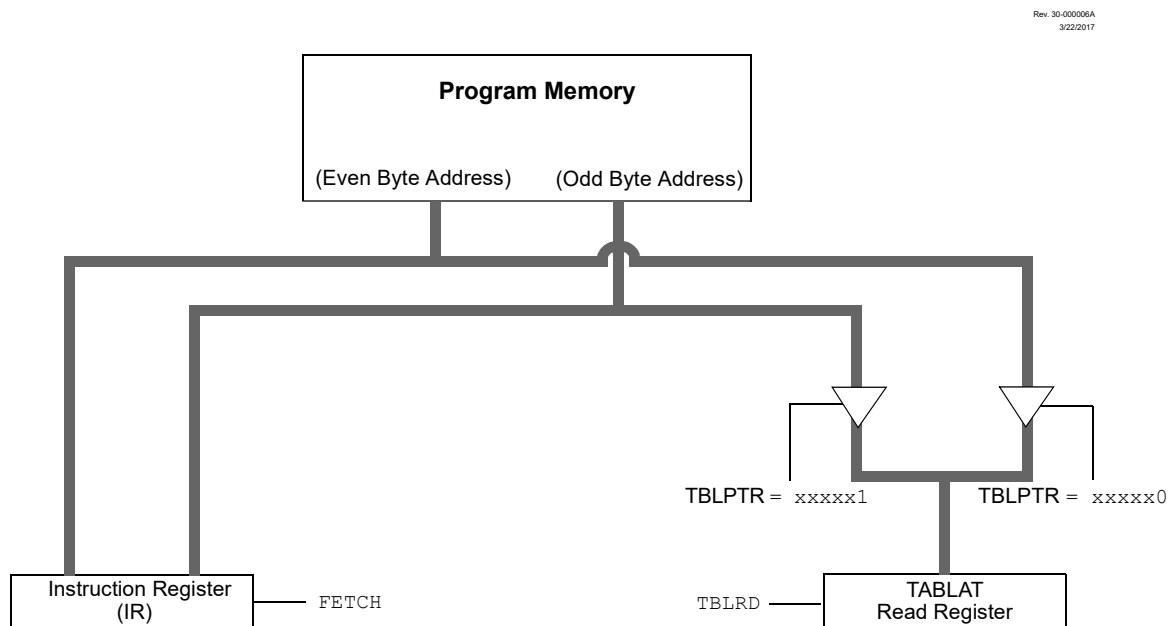 Rev. 30-000006A
3/22/2017
Program Memory
(Even Byte Address) (Odd Byte Address)
TBLPTR = xxxxx1 TBLPTR = xxxxx0
Instruction Register
(IR)
FETCH
TBLRD
TABLAT
Read Register